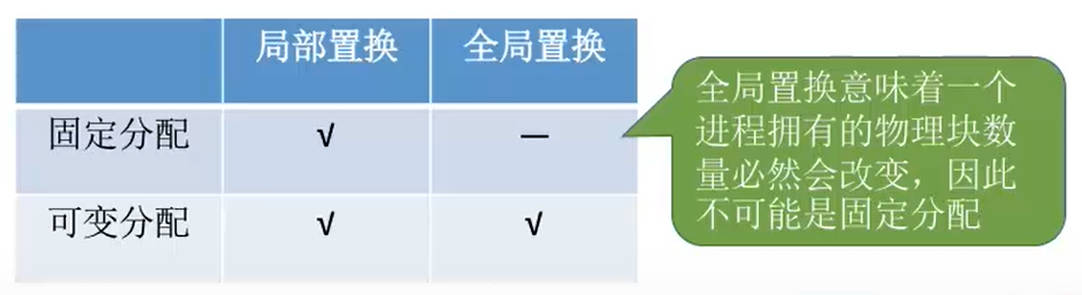 局部置换 全局置换
固定分配 √ —
可变分配 √ √
全局置换意味着一个
进程拥有的物理块数
量必然会改变，因此
不可能是固定分配